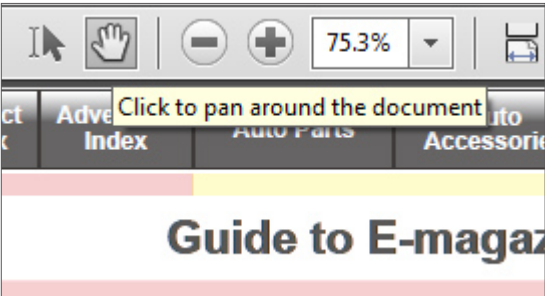 75.3%
Click to pan around the document
Index
Auto Parts
Accessorie
Guide to E-magaz